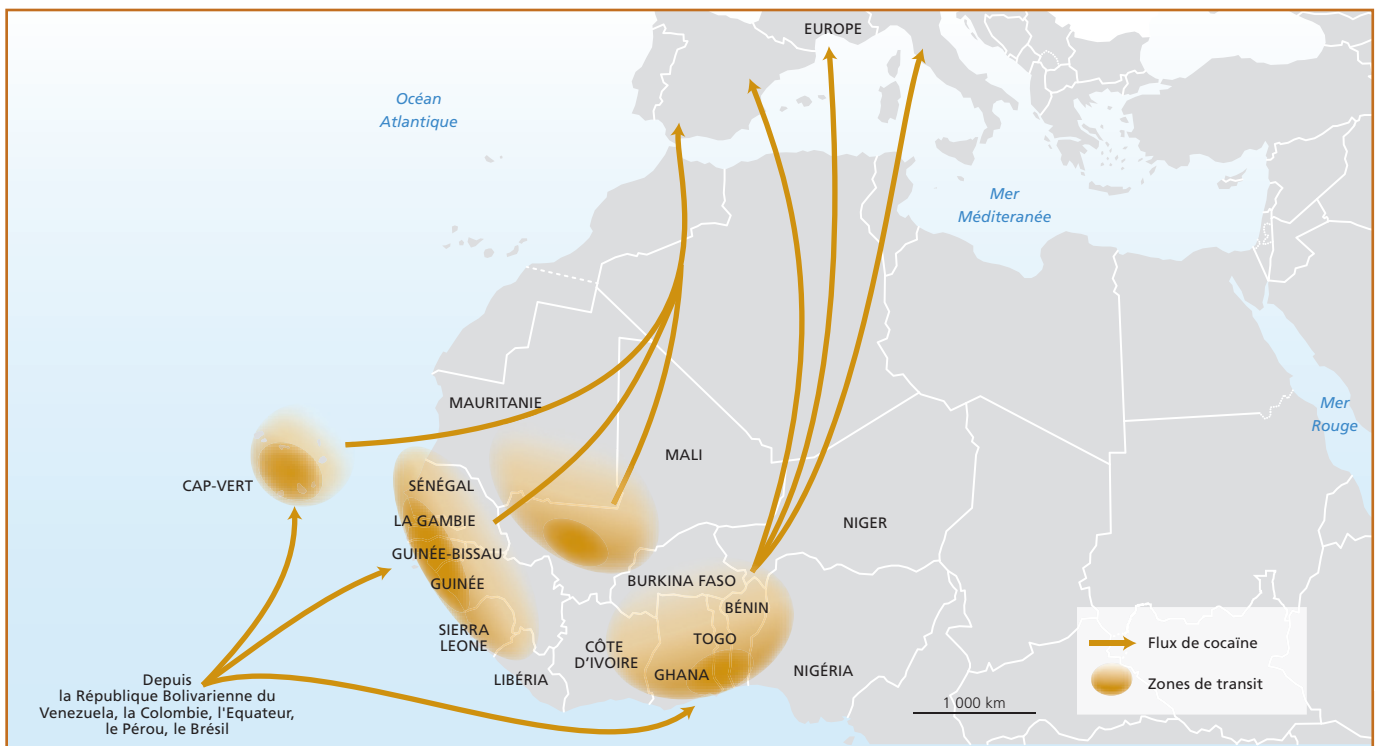 EUROPE
Océan
Atlantique
Mer
Méditeranée
Mer
Rouge
MAURITANIE
MALI
CAP-VERT
SÉNÉGAL
LA GAMBIE
NIGER
GUINÉE-BISSAU
GUINÉE
BURKINA FASO
BÉNIN
SIERRA
LEONE
TOGO
CÔTE
D'IVOIRE
GHANA
NIGÉRIA
LIBÉRIA
Depuis
la République Bolivarienne du
Venezuela, la Colombie, l'Equateur,
le Pérou, le Brésil
1 000 km
Flux de cocaïne
Zones de transit